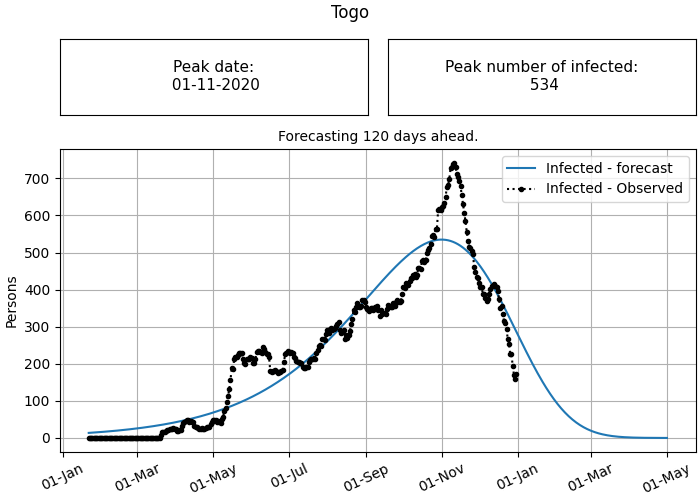 Togo
Peak date:
01-11-2020
Peak number of infected:
534
Forecasting 120 days ahead.
Infected - forecast
Infected - Observed
Persons
700
600
500
400
300
200
100
0
01-Jan
01-Mar
01-May
01-Jul
01-Sep
01-Nov
01-Jan
01-Mar
01-May